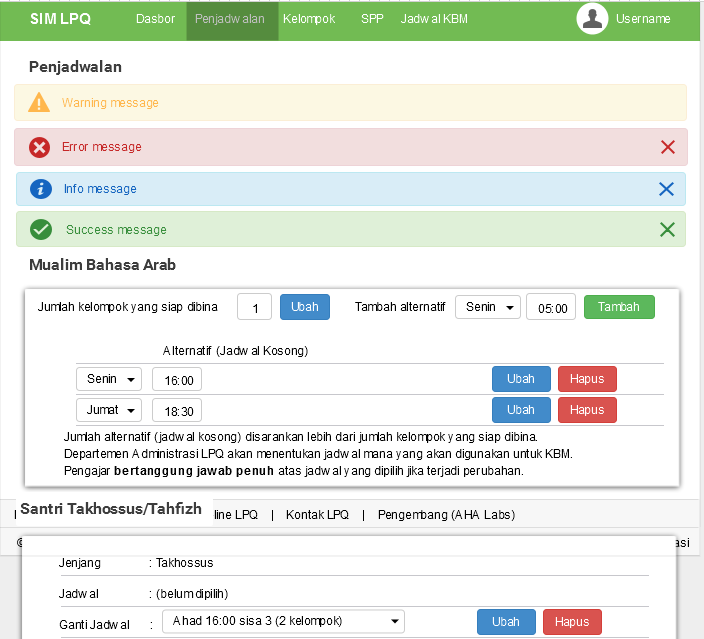 SIM LPQ Dasbor Penjadwalan Kelompok SPP Jadwal KBM Username
Penjadwalan
Warning message
Error message
Info message
Success message
Mualim Bahasa Arab
Jumlah kelompok yang siap dibina 1 Ubah Tambah alternatif Senin 05:00 Tambah
Alternatif (Jadwal Kosong)
Senin 16:00 Ubah Hapus
Jumat 18:30 Ubah Hapus
Jumlah alternatif (jadwal kosong) disarankan lebih dari jumlah kelompok yang siap dibina.
Departemen Administrasi LPQ akan menentukan jadwal mana yang akan digunakan untuk KBM.
Pengajar bertanggung jawab penuh atas jadwal yang dipilih jika terjadi perubahan.
Santri Takhossus/Tahfizh line LPQ | Kontak LPQ | Pengembang (AHA Labs)
asi
Jenjang : Takhossus
Jadwal : (belum dipilih)
Ganti Jadwal : Ahad 16:00 sisa 3 (2 kelompok) Ubah Hapus